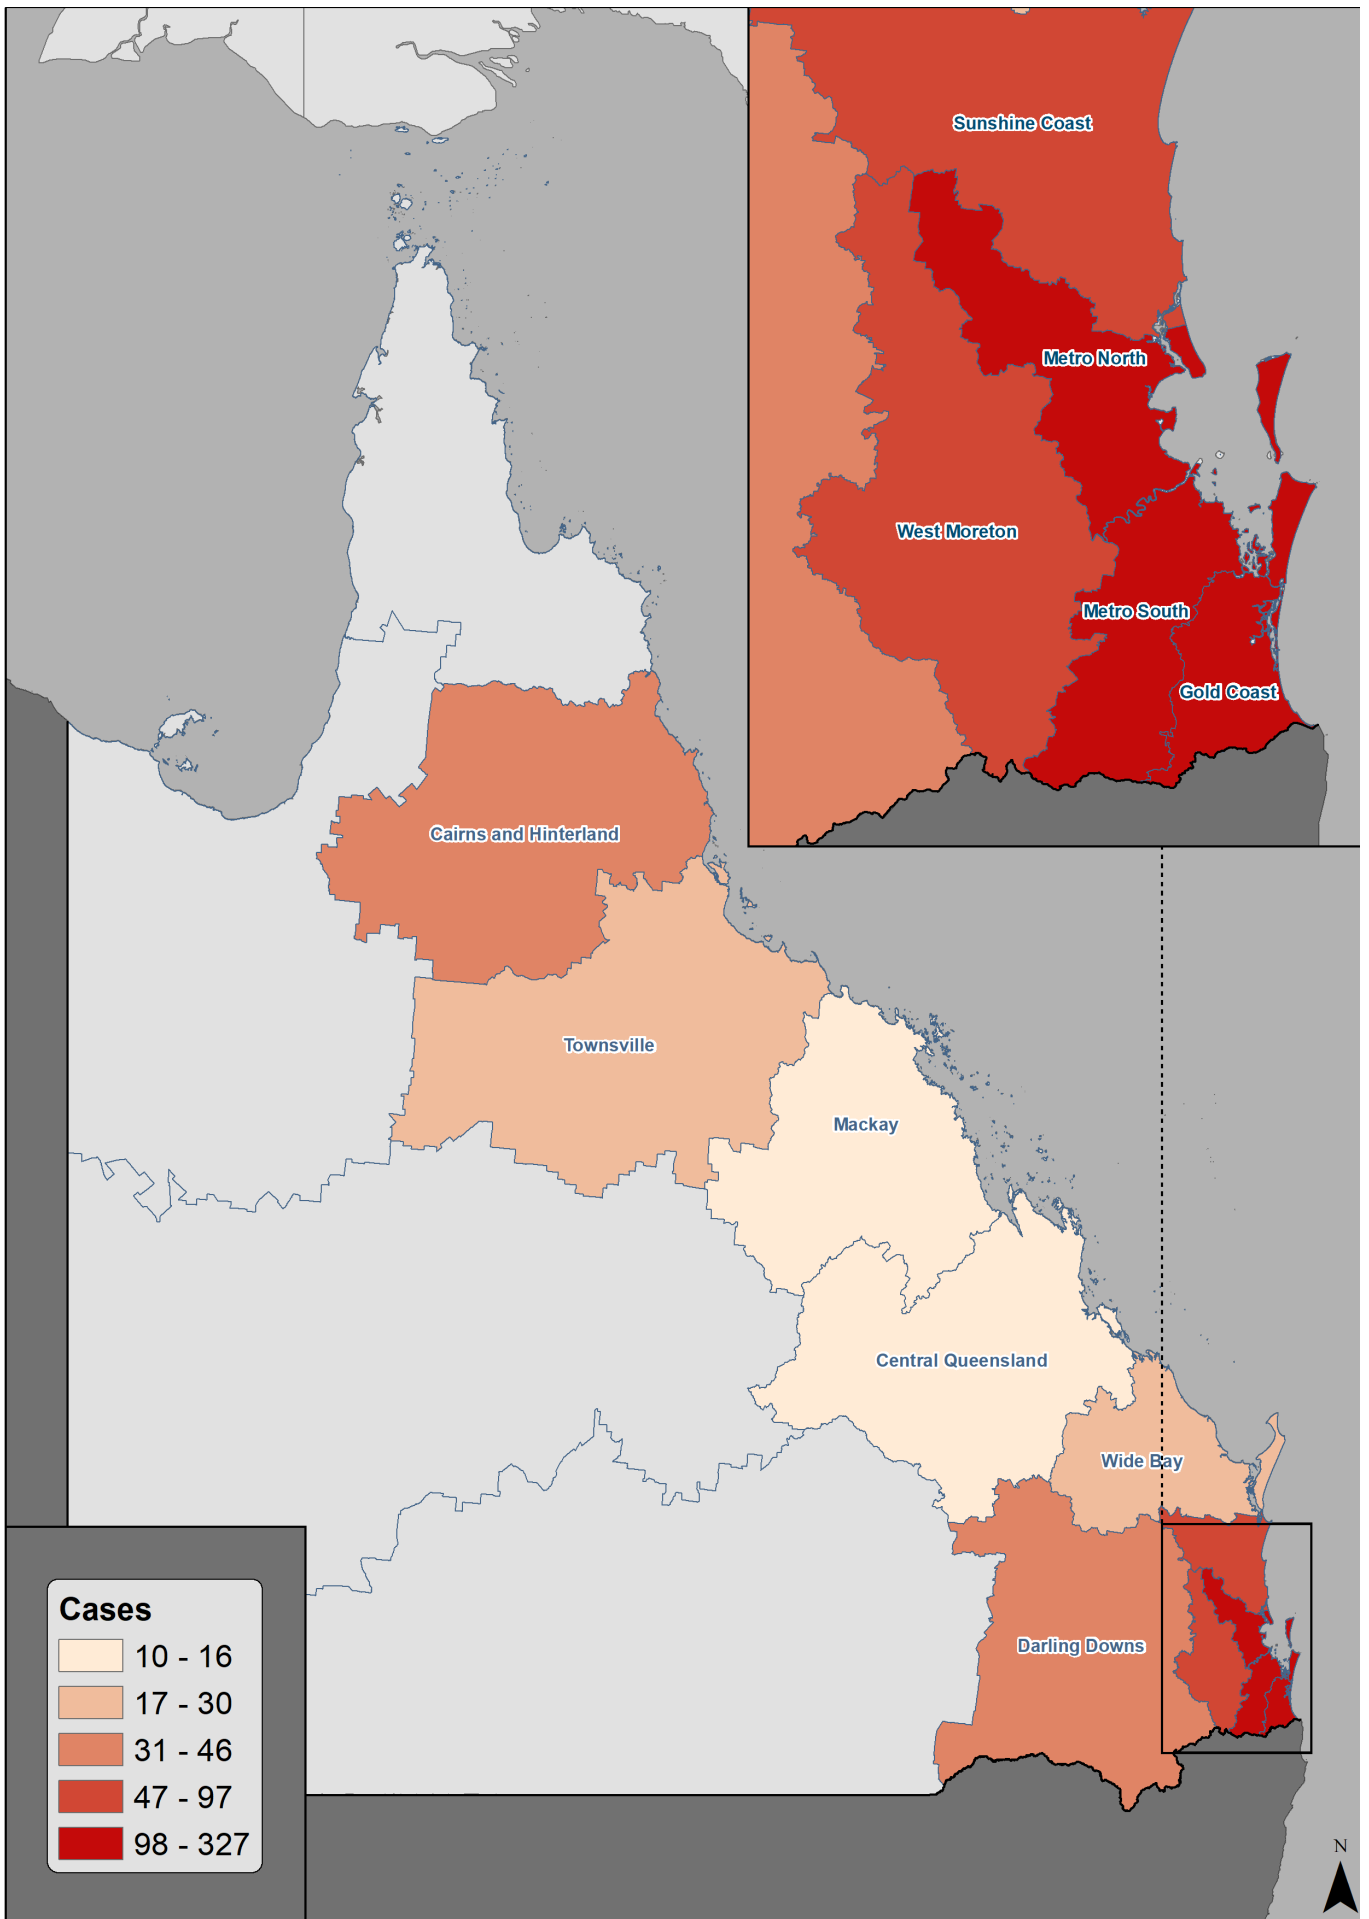 Sunshine Coast
Metro North
West Moreton
Metro South
Gold Coast
Cairns and Hinterland
Townsville
Mackay
Central Queensland
Wide Bay
Darling Downs
Cases
10 - 16
17 - 30
31 - 46
47 - 97
98 - 327
N